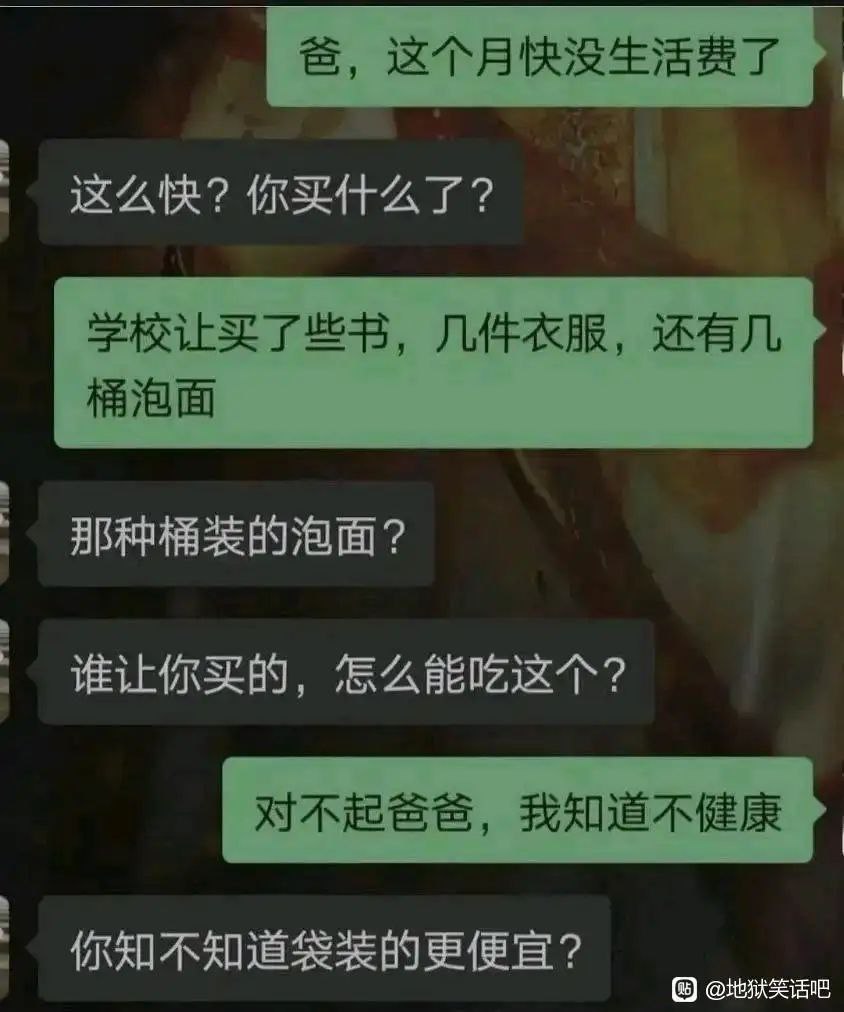 爸，这个月快没生活费了
这么快？你买什么了？
学校让买了些书，几件衣服，还有几
桶泡面
那种桶装的泡面？
谁让你买的，怎么能吃这个？
对不起爸爸，我知道不健康
你知不知道袋装的更便宜？
贴 @地狱笑话吧